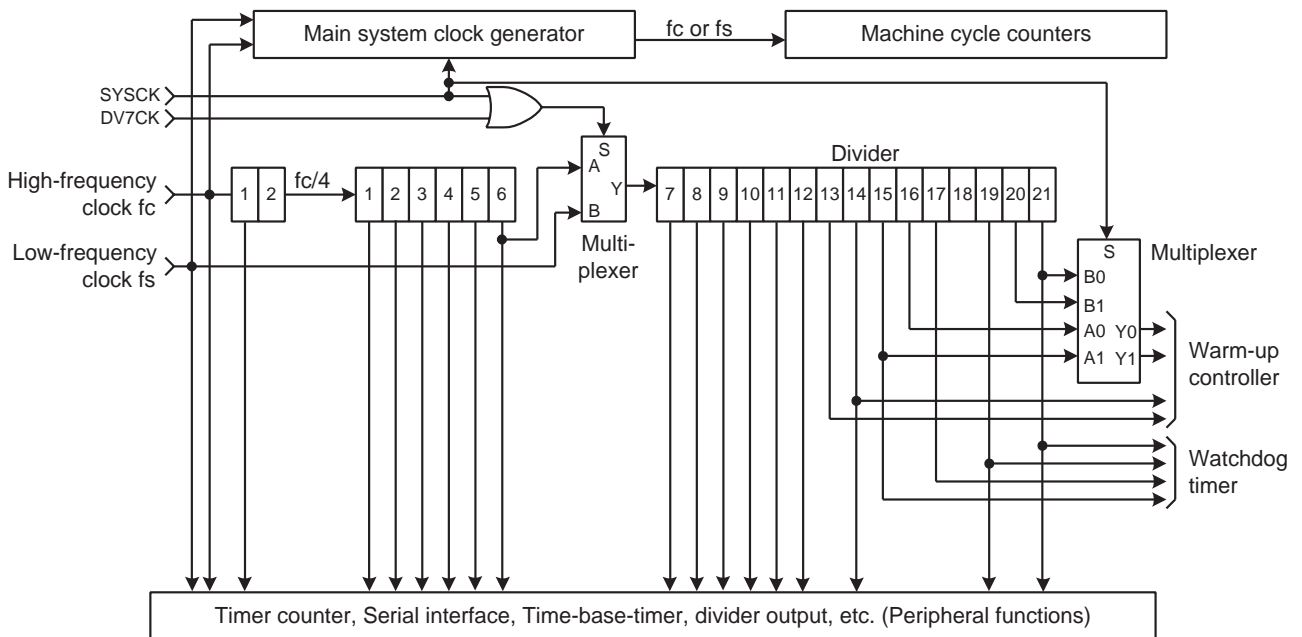 Main system clock generator
fc or fs
Machine cycle counters
SYSCK
DV7CK
High-frequency
clock fc
1 2
fc/4
1 2 3 4 5 6
S
A
Y
B
Multi-
plexer
Divider
7 8 9 10 11 12 13 14 15 16 17 18 19 20 21
Low-frequency
clock fs
S
B0
B1
A0 Y0
A1 Y1
Multiplexer
Warm-up
controller
Watchdog
timer
Timer counter, Serial interface, Time-base-timer, divider output, etc. (Peripheral functions)